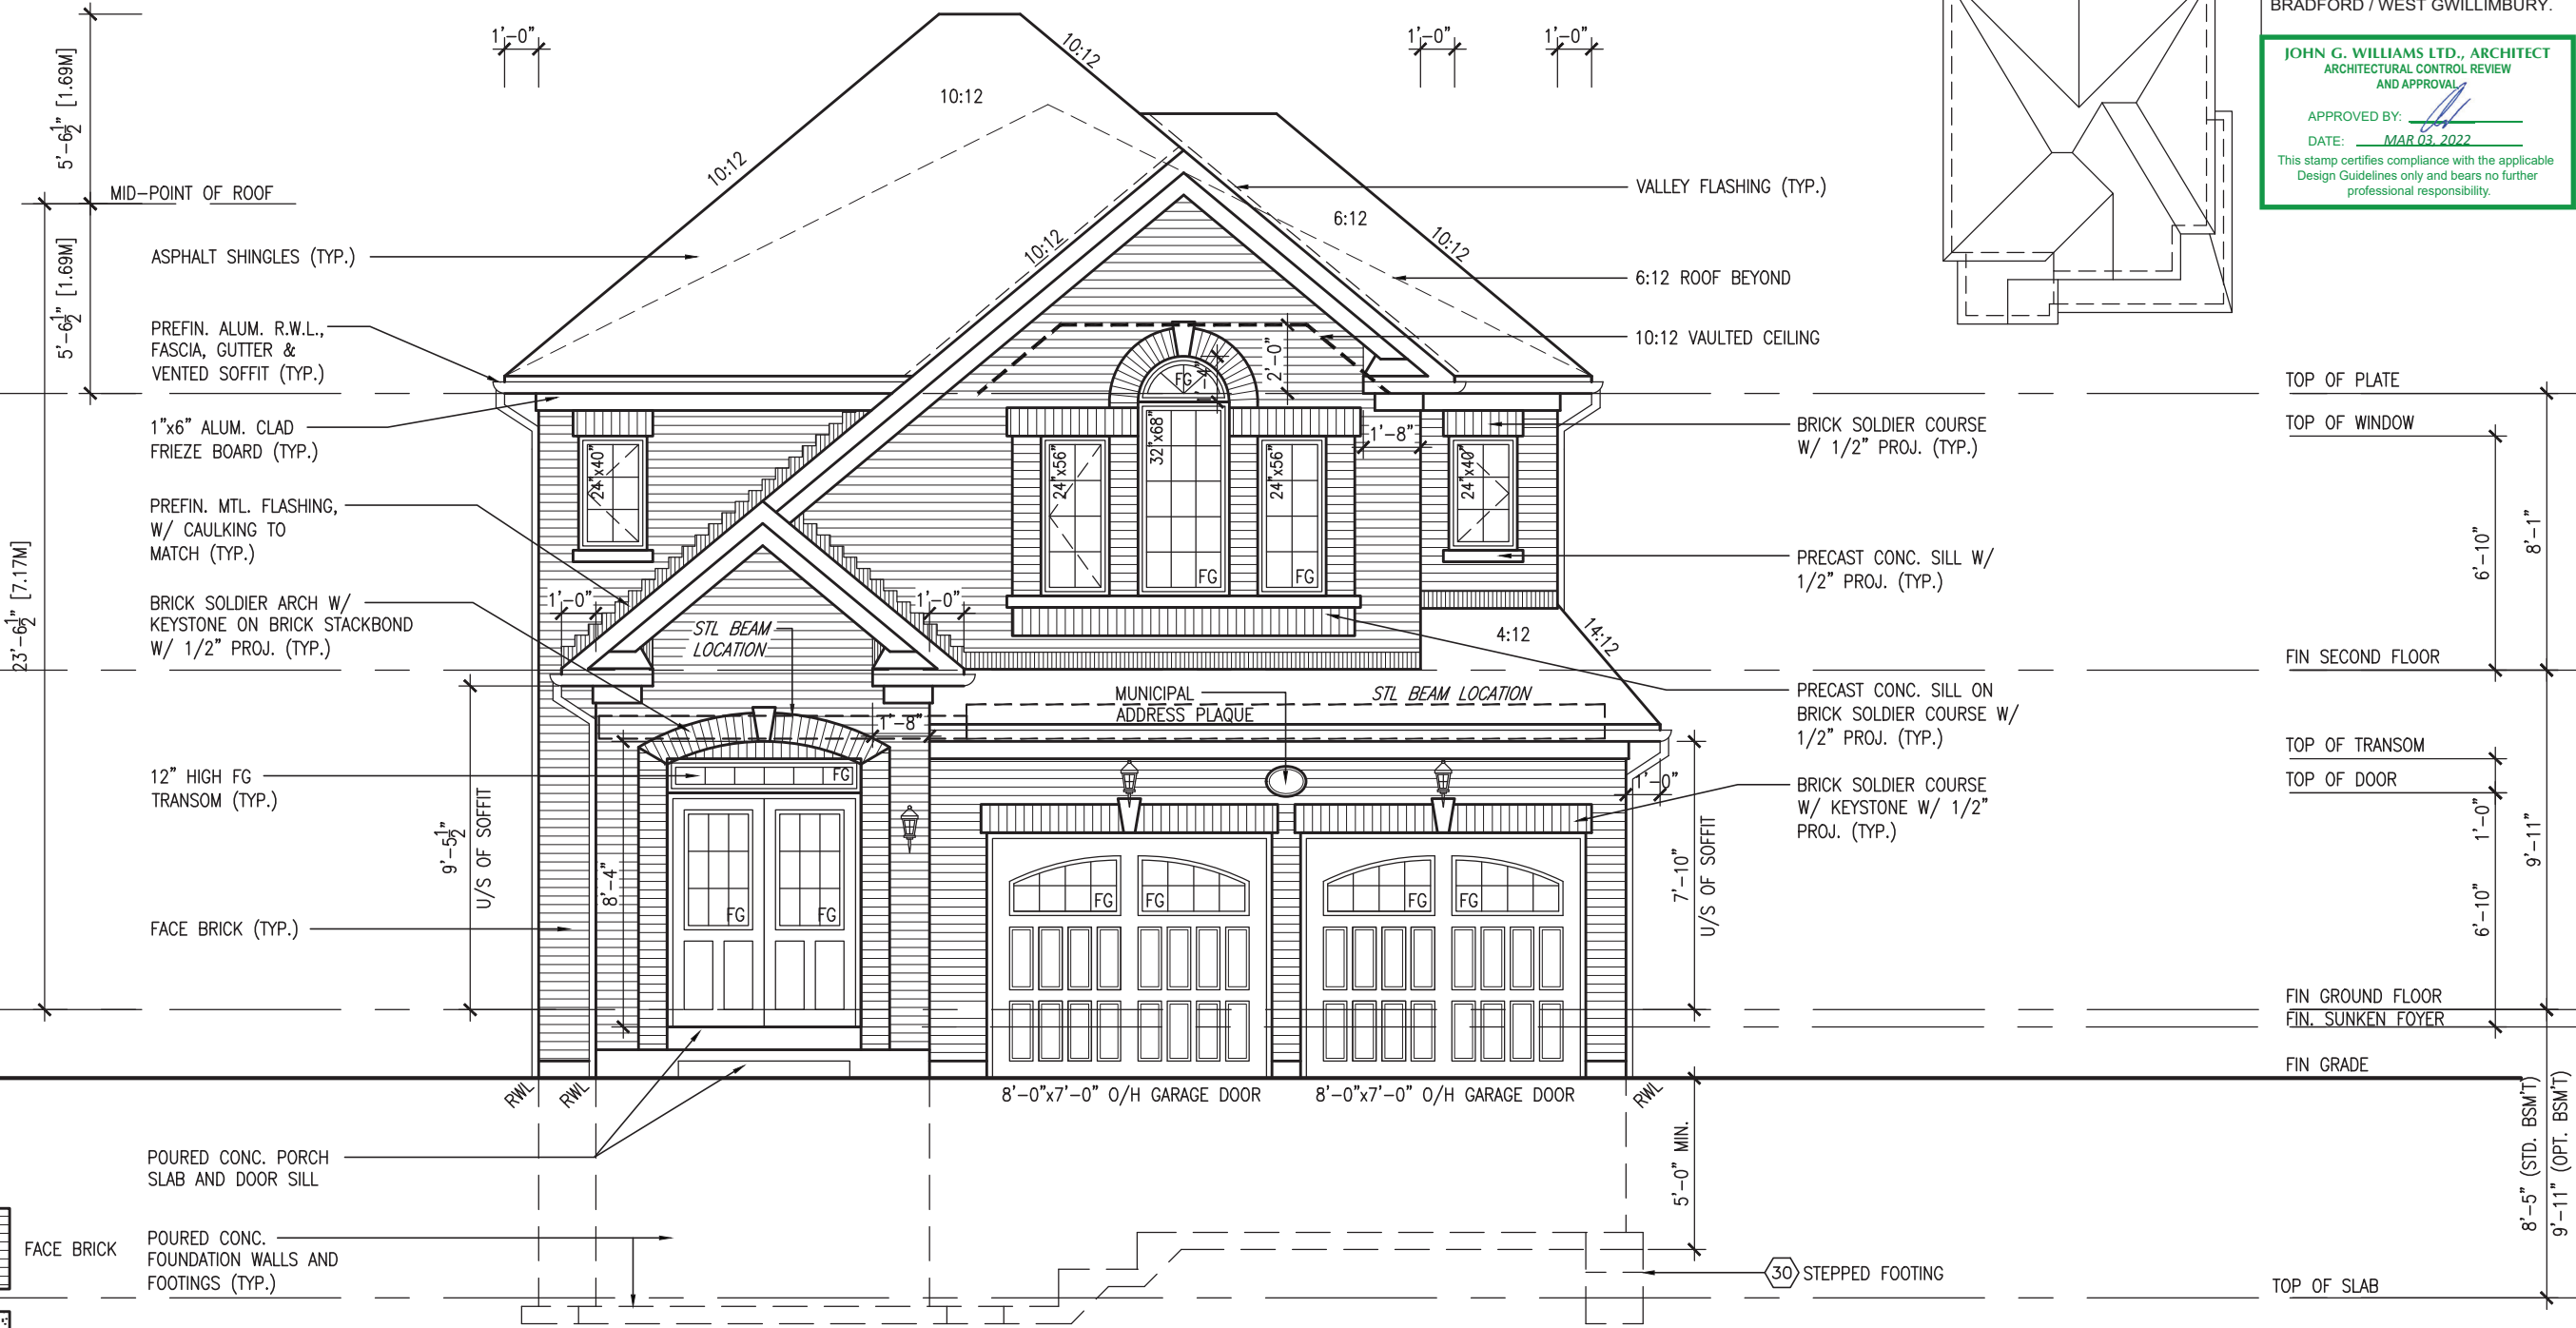 BRADFORD / WEST GWILLIMBURY.
JOHN G. WILLIAMS LTD., ARCHITECT
ARCHITECTURAL CONTROL REVIEW
AND APPROVAL
APPROVED BY:
DATE: MAR 03, 2022
This stamp certifies compliance with the applicable
Design Guidelines only and bears no further
professional responsibility.
1'-0"
1'-0"
1'-0"
5'-6½" [1.69M]
5'-6½" [1.69M]
23'-6½" [7.17M]
MID-POINT OF ROOF
ASPHALT SHINGLES (TYP.)
PREFIN. ALUM. R.W.L.,
FASCIA, GUTTER &
VENTED SOFFIT (TYP.)
1"x6" ALUM. CLAD
FRIEZE BOARD (TYP.)
PREFIN. MTL. FLASHING,
W/ CAULKING TO
MATCH (TYP.)
BRICK SOLDIER ARCH W/
KEYSTONE ON BRICK STACKBOND
W/ 1/2" PROJ. (TYP.)
12" HIGH FG
TRANSOM (TYP.)
FACE BRICK (TYP.)
POURED CONC. PORCH
SLAB AND DOOR SILL
FACE BRICK
POURED CONC.
FOUNDATION WALLS AND
FOOTINGS (TYP.)
10:12
10:12
10:12
10:12
6:12
10:12
FG
1'-4"
2'-0"
24"x40"
24"x56"
32"x68"
24"x56"
24"x40"
FG
FG
1'-8"
1'-0"
1'-0"
STL BEAM
LOCATION
4:12
14:12
MUNICIPAL
ADDRESS PLAQUE
STL BEAM LOCATION
1'-8"
1'-0"
9'-5½"
U/S OF SOFFIT
8'-4"
FG
FG
FG
FG
FG
FG
FG
7'-10"
U/S OF SOFFIT
RWL
RWL
8'-0"x7'-0" O/H GARAGE DOOR
8'-0"x7'-0" O/H GARAGE DOOR
RWL
5'-0" MIN.
30
STEPPED FOOTING
VALLEY FLASHING (TYP.)
6:12 ROOF BEYOND
10:12 VAULTED CEILING
BRICK SOLDIER COURSE
W/ 1/2" PROJ. (TYP.)
PRECAST CONC. SILL W/
1/2" PROJ. (TYP.)
PRECAST CONC. SILL ON
BRICK SOLDIER COURSE W/
1/2" PROJ. (TYP.)
BRICK SOLDIER COURSE
W/ KEYSTONE W/ 1/2"
PROJ. (TYP.)
TOP OF PLATE
TOP OF WINDOW
6'-10"
8'-1"
FIN SECOND FLOOR
TOP OF TRANSOM
TOP OF DOOR
1'-0"
9'-11"
6'-10"
FIN GROUND FLOOR
FIN. SUNKEN FOYER
FIN GRADE
8'-5" (STD. BSM'T)
9'-11" (OPT. BSM'T)
TOP OF SLAB